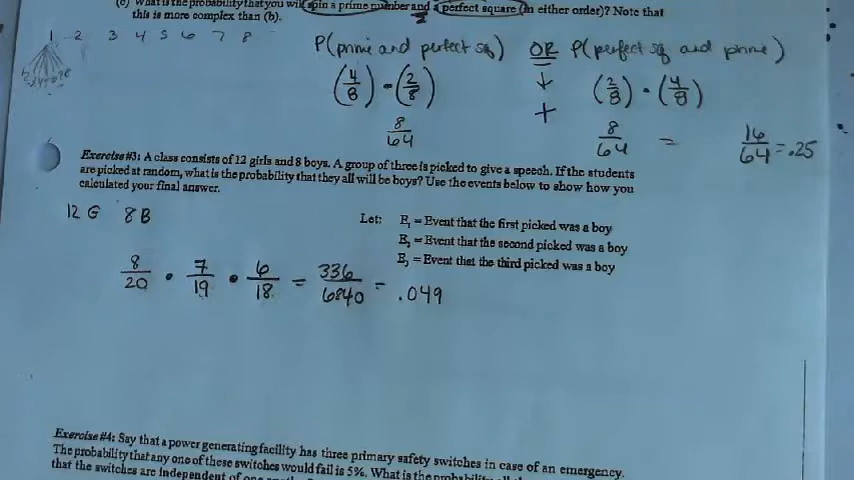 (c) What is the probability that you will spin a prime number and a perfect square (in either order)? Note that
this is more complex than (b).
1 2 3 4 5 6 7 8
P(prime and perfect sq) OR P(perfect sq and prime)
(4/8) · (2/8) + (2/8) · (4/8)
8/64 8/64 = 16/64 = .25
Exercise #3: A class consists of 12 girls and 8 boys. A group of three is picked to give a speech. If the students
are picked at random, what is the probability that they all will be boys? Use the events below to show how you
calculated your final answer.
12 G 8B
Let: E₁ = Event that the first picked was a boy
E₂ = Event that the second picked was a boy
E₃ = Event that the third picked was a boy
8/20 · 7/19 · 6/18 = 336/6840 = .049
Exercise #4: Say that a power generating facility has three primary safety switches in case of an emergency.
The probability that any one of these switches would fail is 5%. What is the probability all
that the switches are independent of one